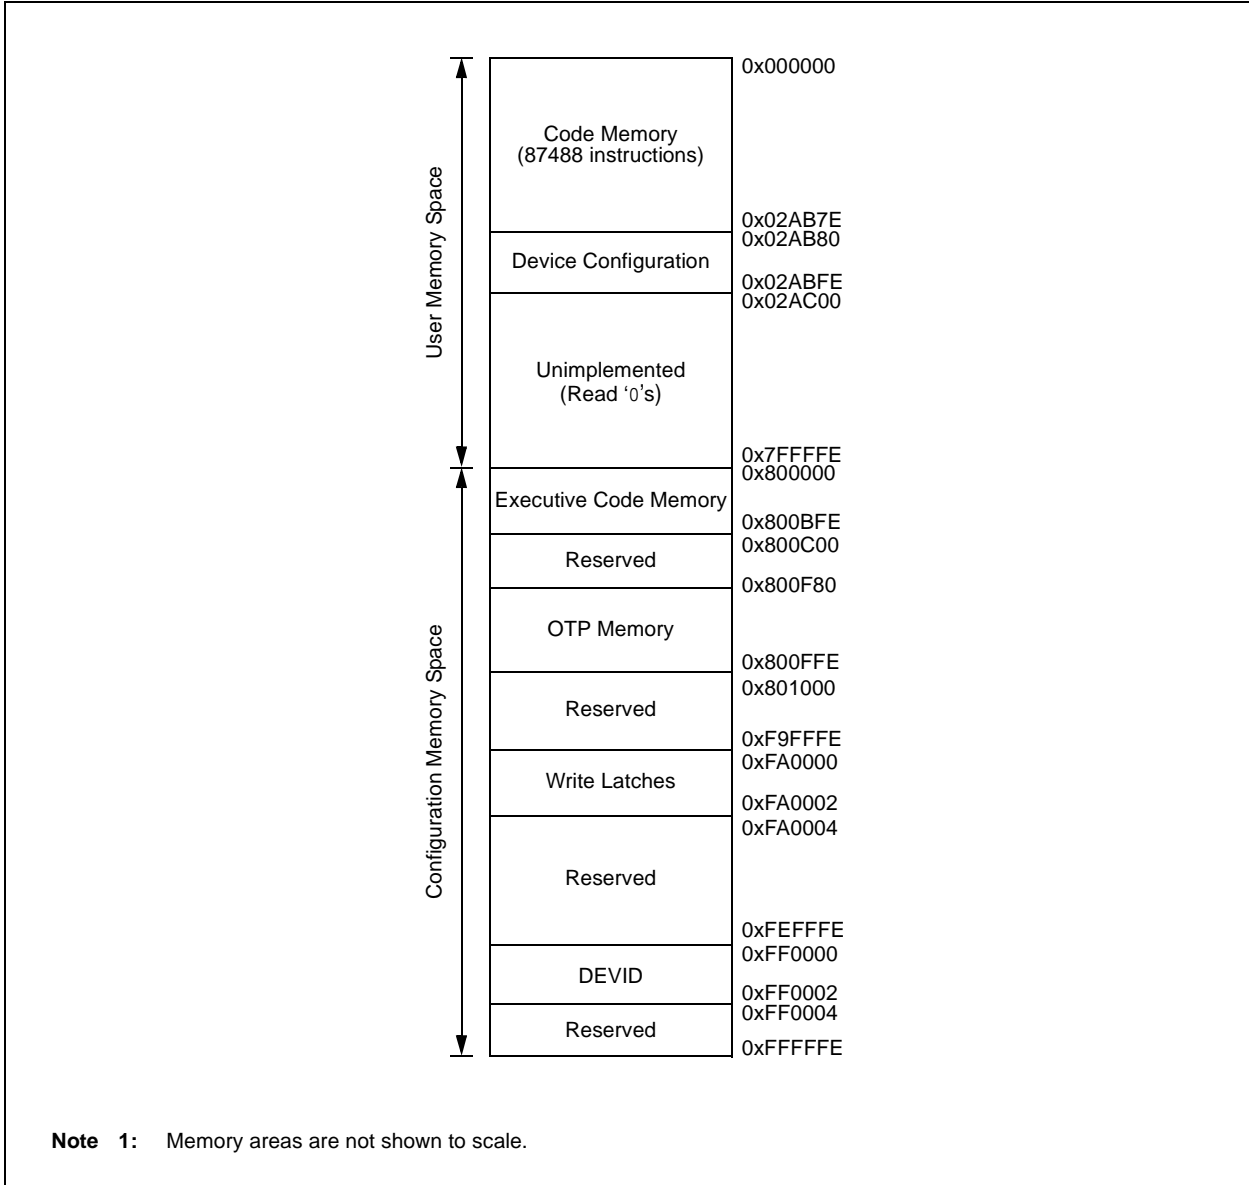 0x000000
Code Memory
(87488 instructions)
0x02AB7E
0x02AB80
Device Configuration
0x02ABFE
0x02AC00
User Memory Space
Unimplemented
(Read ‘0’s)
0x7FFFFE
0x800000
Executive Code Memory
0x800BFE
0x800C00
Reserved
0x800F80
OTP Memory
0x800FFE
0x801000
Reserved
0xF9FFFE
0xFA0000
Write Latches
0xFA0002
0xFA0004
Configuration Memory Space
Reserved
0xFEFFFE
0xFF0000
DEVID
0xFF0002
0xFF0004
Reserved
0xFFFFFE
Note 1: Memory areas are not shown to scale.